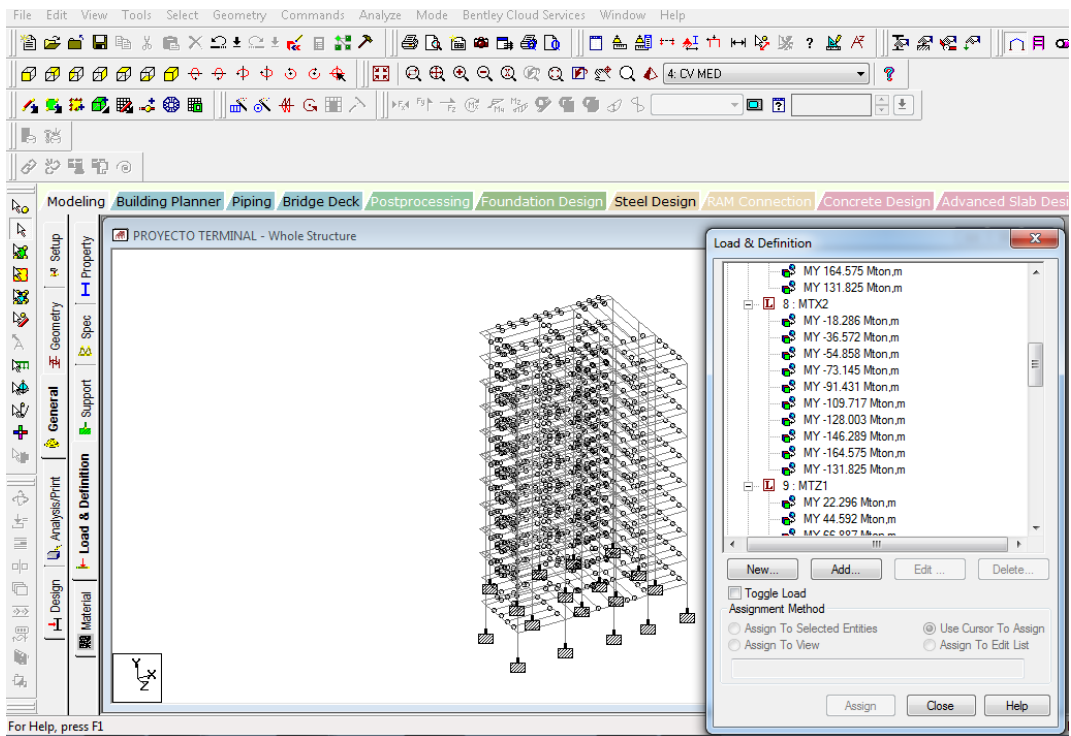 File Edit View Tools Select Geometry Commands Analyze Mode Bentley Cloud Services Window Help
4: CV MED
Modeling Building Planner Piping Bridge Deck Postprocessing Foundation Design Steel Design RAM Connection Concrete Design Advanced Slab Desi
Setup
Geometry
General
Analysis/Print
Design
Property
Spec
Support
Load & Definition
Material
PROYECTO TERMINAL - Whole Structure
Y
X
Z
Load & Definition
MY 164.575 Mton,m
MY 131.825 Mton,m
8 : MTX2
MY -18.286 Mton,m
MY -36.572 Mton,m
MY -54.858 Mton,m
MY -73.145 Mton,m
MY -91.431 Mton,m
MY -109.717 Mton,m
MY -128.003 Mton,m
MY -146.289 Mton,m
MY -164.575 Mton,m
MY -131.825 Mton,m
9 : MTZ1
MY 22.296 Mton,m
MY 44.592 Mton,m
MY 66.887 Mton,m
New... Add... Edit ... Delete...
Toggle Load
Assignment Method
Assign To Selected Entities Use Cursor To Assign
Assign To View Assign To Edit List
Assign Close Help
For Help, press F1